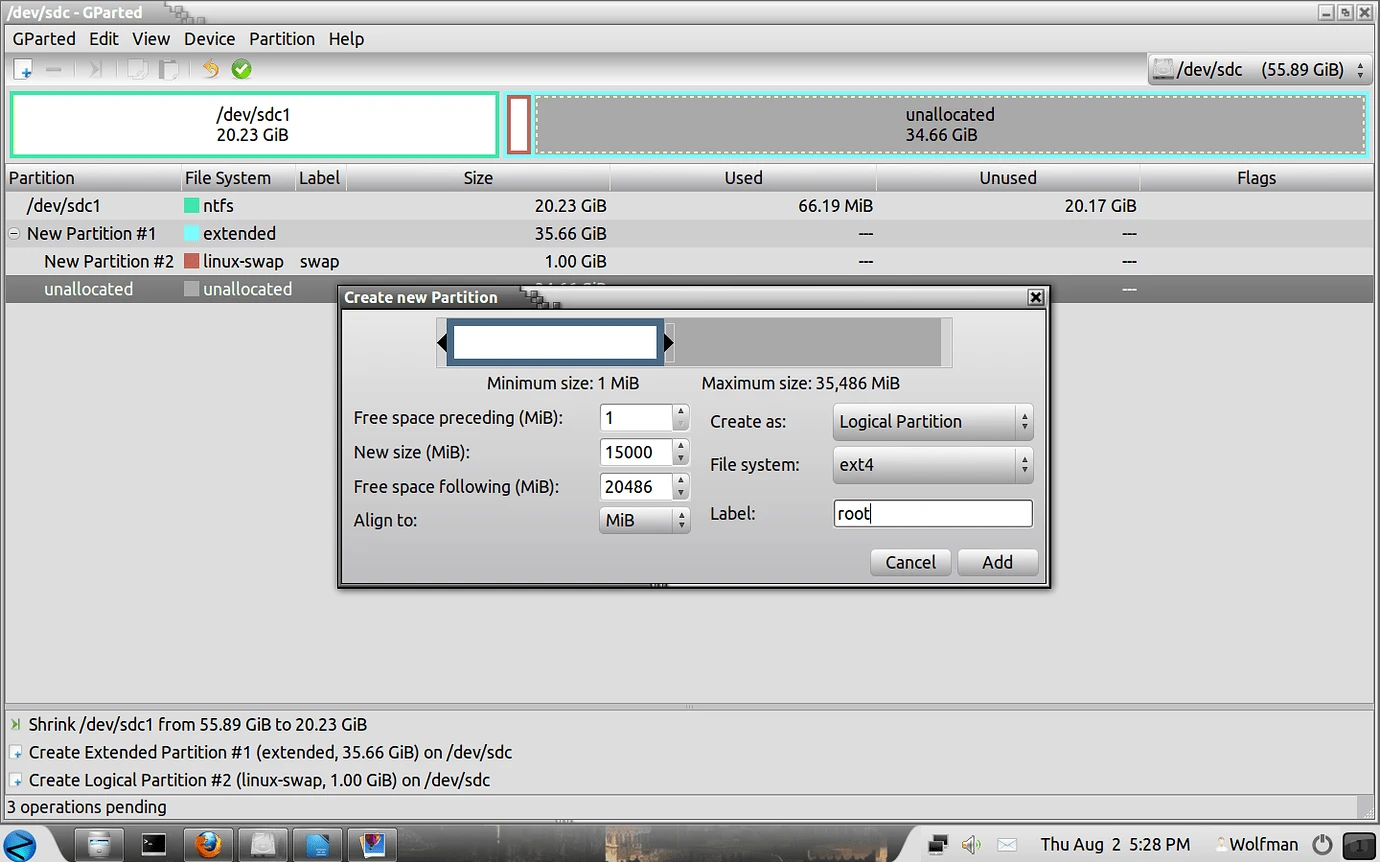 /dev/sdc - GParted
GParted Edit View Device Partition Help
/dev/sdc (55.89 GiB)
/dev/sdc1
20.23 GiB
unallocated
34.66 GiB
Partition File System Label Size Used Unused Flags
/dev/sdc1 ntfs 20.23 GiB 66.19 MiB 20.17 GiB
New Partition #1 extended 35.66 GiB --- ---
New Partition #2 linux-swap swap 1.00 GiB --- ---
unallocated unallocated ---
Create new Partition
Minimum size: 1 MiB Maximum size: 35,486 MiB
Free space preceding (MiB): 1 Create as: Logical Partition
New size (MiB): 15000 File system: ext4
Free space following (MiB): 20486 Label: root
Align to: MiB
Cancel Add
Shrink /dev/sdc1 from 55.89 GiB to 20.23 GiB
Create Extended Partition #1 (extended, 35.66 GiB) on /dev/sdc
Create Logical Partition #2 (linux-swap, 1.00 GiB) on /dev/sdc
3 operations pending
Thu Aug 2 5:28 PM Wolfman 1